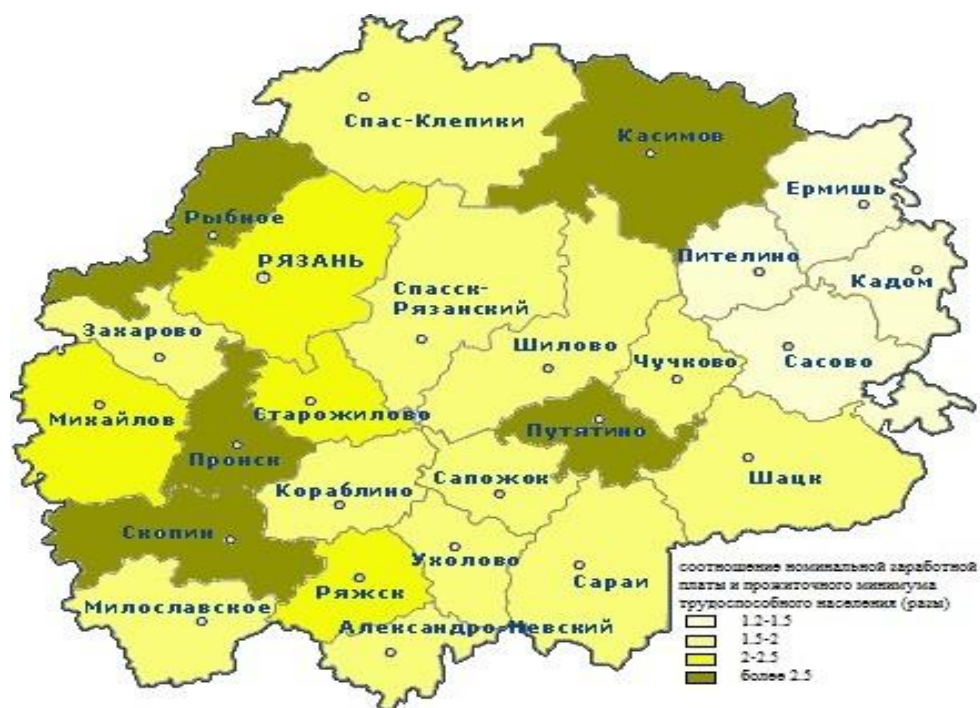 Спас-Клепики
Касимов
Ермишь
Рыбное
Пителино
РЯЗАНЬ
Кадом
Спасск-
Рязанский
Захарово
Шилово
Сасово
Чучково
Михайлов
Старожилово
Путятино
Пронск
Шацк
Сапожок
Кораблино
Скопин
Ухолово
Сараи
Ряжск
Милославское
Александро-Невский
соотношение номинальной заработной
платы и прожиточного минимума
трудоспособного населения (разы)
1.2-1.5
1.5-2
2-2.5
более 2.5